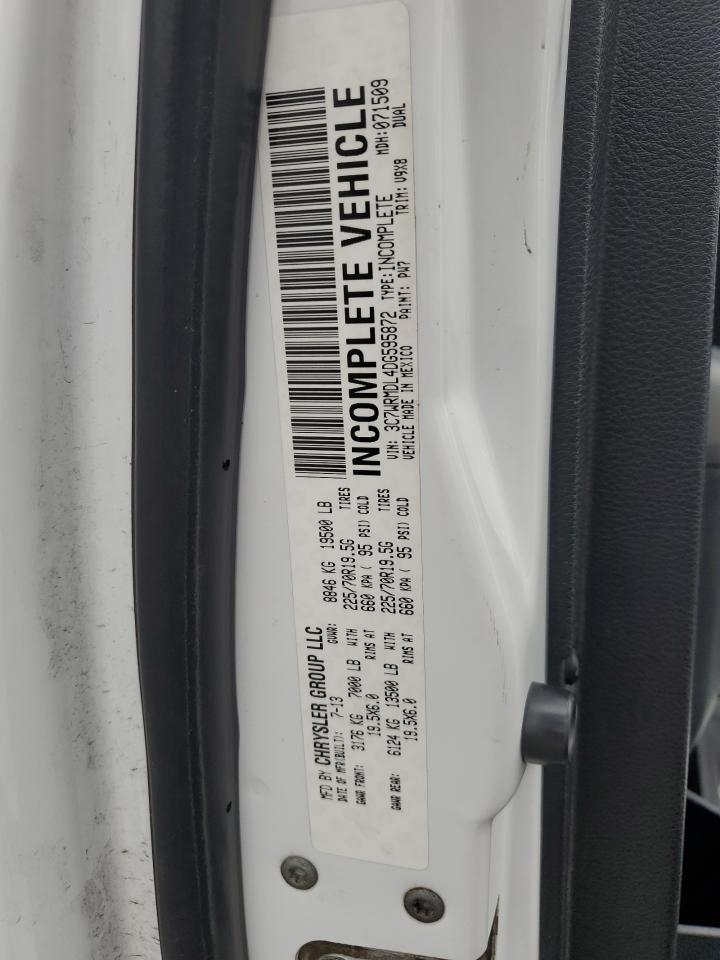 MFD BY CHRYSLER GROUP LLC
DATE OF MFR(BUILT): 7-13 GVWR: 8846 KG 19500 LB
GAWR FRONT: 3176 KG 7000 LB WITH 225/70R19.5G TIRES
19.5X6.0 RIMS AT 660 KPA ( 95 PSI) COLD
GAWR REAR: 6124 KG 13500 LB WITH 225/70R19.5G TIRES
19.5X6.0 RIMS AT 660 KPA ( 95 PSI) COLD
INCOMPLETE VEHICLE
VIN: 3C7WRMDL4DG595872 TYPE:INCOMPLETE MDH:071509
VEHICLE MADE IN MEXICO PAINT: PW7 TRIM: V9X8 DUAL